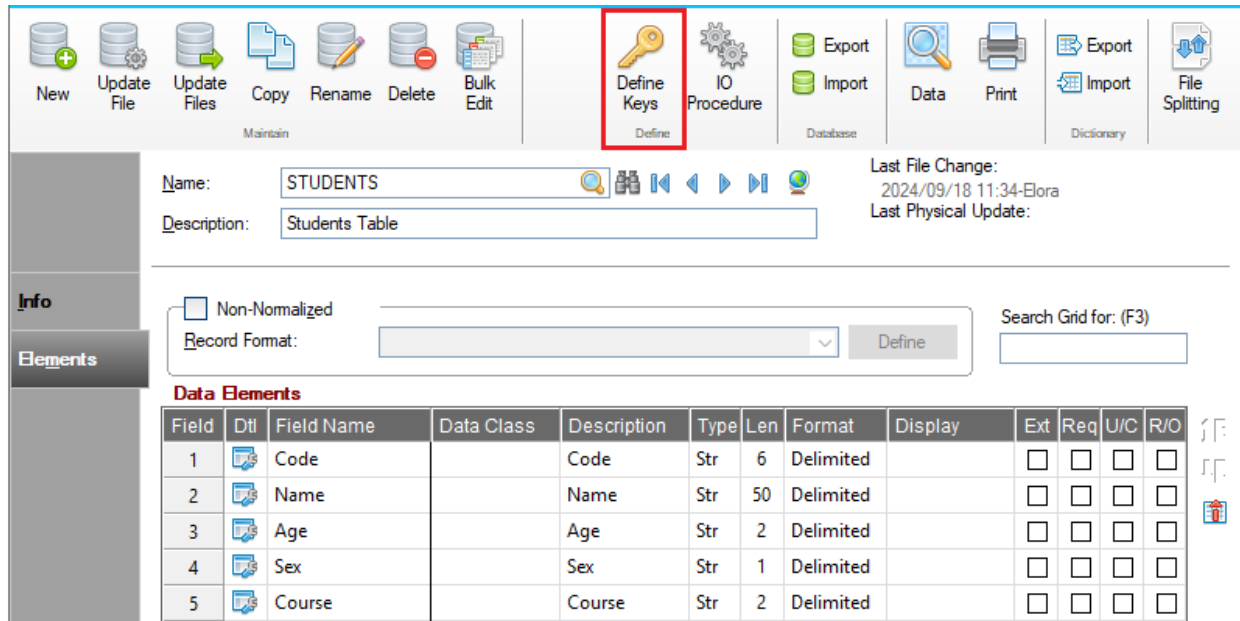 New
Update File
Update Files
Copy
Rename
Delete
Bulk Edit
Define Keys
IO Procedure
Export
Import
Data
Print
Export
Import
File Splitting
Maintain
Define
Database
Dictionary
Name: STUDENTS
Description: Students Table
Last File Change:
2024/09/18 11:34-Elora
Last Physical Update:
Info
Elements
Non-Normalized
Record Format: Define
Search Grid for: (F3)
Data Elements
Field Dtl Field Name Data Class Description Type Len Format Display Ext Req U/C R/O
1 Code Code Str 6 Delimited
2 Name Name Str 50 Delimited
3 Age Age Str 2 Delimited
4 Sex Sex Str 1 Delimited
5 Course Course Str 2 Delimited